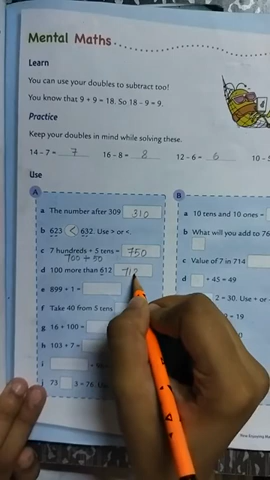 Mental Maths
Learn
You can use your doubles to subtract too!
You know that 9 + 9 = 18. So 18 – 9 = 9.
Practice
Keep your doubles in mind while solving these.
14 – 7 = 7 16 – 8 = 8 12 – 6 = 6 10 –
Use
A
a The number after 309 310
b 623 < 632. Use > or <.
c 7 hundreds + 5 tens = 750
700 + 50
d 100 more than 612 712
e 899 + 1 =
f Take 40 from 5 tens
g 16 + 100 =
h 103 + 7 =
i
j 73 3 = 76. Use
B
a 10 tens and 10 ones =
b What will you add to 76
c Value of 7 in 714
d + 45 = 49
2 = 30. Use + or
= 19